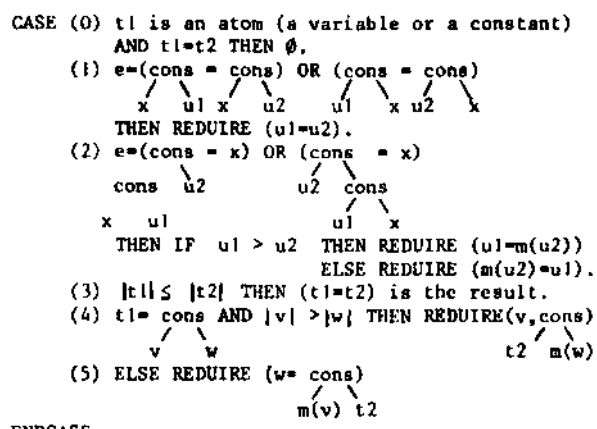 CASE (0) t1 is an atom (a variable or a constant)
AND t1=t2 THEN ∅.
(1) e=(cons = cons) OR (cons = cons)
x u1 x u2 u1 x u2 x
THEN REDUIRE (u1=u2).
(2) e=(cons = x) OR (cons = x)
cons u2 u2 cons
x u1 u1 x
THEN IF u1 > u2 THEN REDUIRE (u1=m(u2))
ELSE REDUIRE (m(u2)=u1).
(3) |t1| ≤ |t2| THEN (t1=t2) is the result.
(4) t1= cons AND |v| >|w| THEN REDUIRE(v,cons)
v w t2 m(w)
(5) ELSE REDUIRE (w= cons)
m(v) t2